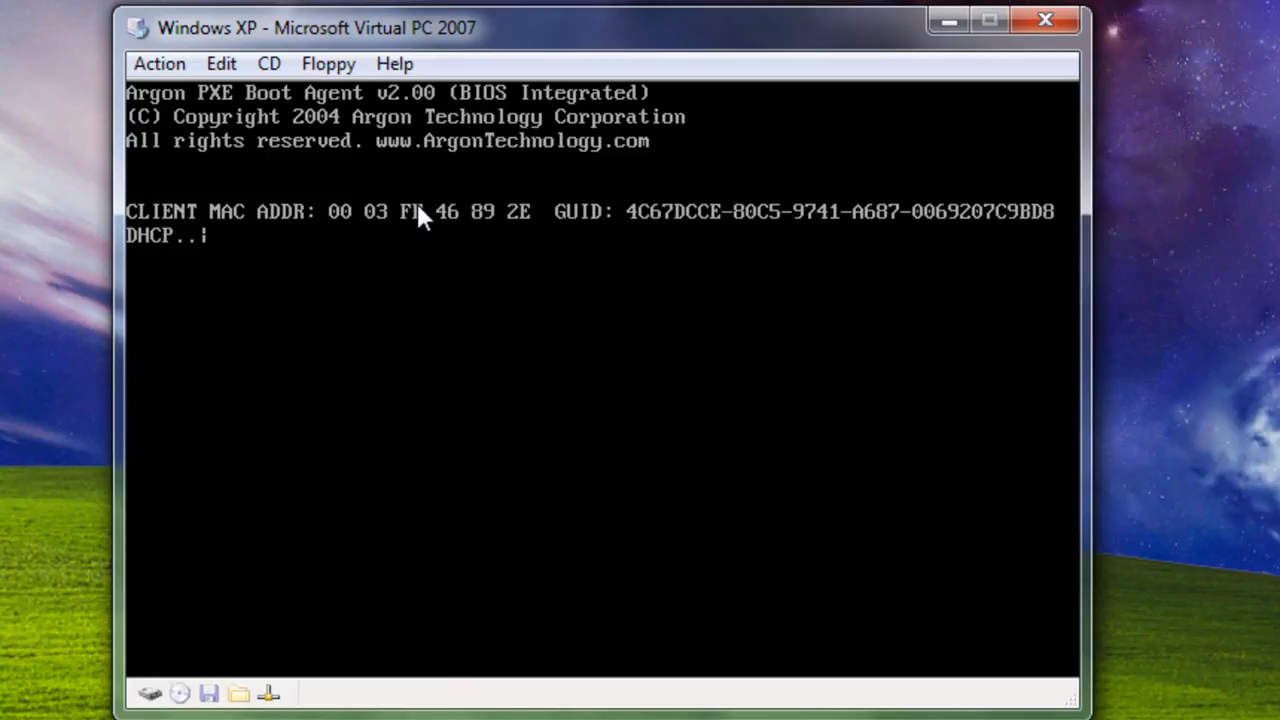 Windows XP - Microsoft Virtual PC 2007
Action Edit CD Floppy Help
Argon PXE Boot Agent v2.00 (BIOS Integrated)
(C) Copyright 2004 Argon Technology Corporation
All rights reserved. www.ArgonTechnology.com
CLIENT MAC ADDR: 00 03 46 89 2E GUID: 4C67DCCE-80C5-9741-A687-0069207C9BD8
DHCP..¦